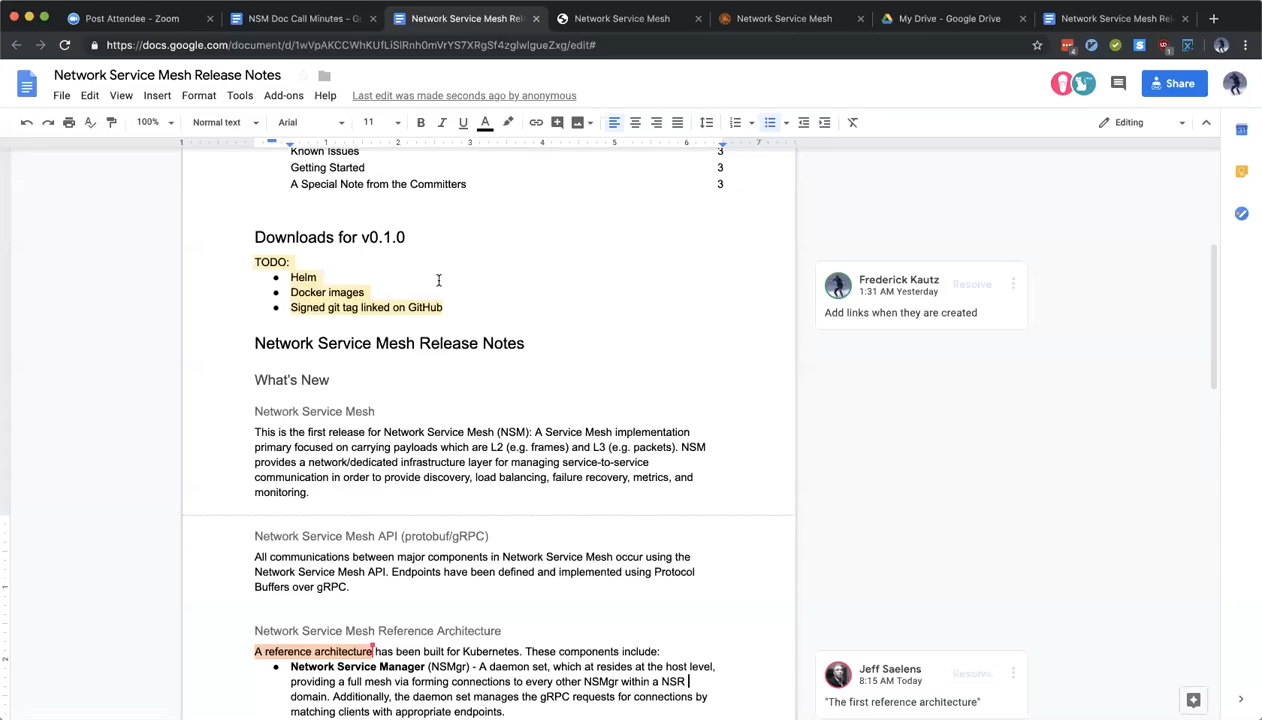 Post Attendee - Zoom
NSM Doc Call Minutes - G
Network Service Mesh Rel
Network Service Mesh
Network Service Mesh
My Drive - Google Drive
Network Service Mesh Rel
https://docs.google.com/document/d/1wVpAKCCWhKUfLiSlRnh0mVrYS7XRgSf4zglwlgueZxg/edit#
Network Service Mesh Release Notes
File Edit View Insert Format Tools Add-ons Help Last edit was made seconds ago by anonymous
Share
100% Normal text Arial 11 Editing
1 1 2 3 4 5 6 7
Known Issues 3
Getting Started 3
A Special Note from the Committers 3
Downloads for v0.1.0
TODO:
● Helm
● Docker images
● Signed git tag linked on GitHub
Frederick Kautz
1:31 AM Yesterday
Resolve
Add links when they are created
Network Service Mesh Release Notes
What's New
Network Service Mesh
This is the first release for Network Service Mesh (NSM): A Service Mesh implementation
primary focused on carrying payloads which are L2 (e.g. frames) and L3 (e.g. packets). NSM
provides a network/dedicated infrastructure layer for managing service-to-service
communication in order to provide discovery, load balancing, failure recovery, metrics, and
monitoring.
Network Service Mesh API (protobuf/gRPC)
All communications between major components in Network Service Mesh occur using the
Network Service Mesh API. Endpoints have been defined and implemented using Protocol
Buffers over gRPC.
Network Service Mesh Reference Architecture
A reference architecture has been built for Kubernetes. These components include:
● Network Service Manager (NSMgr) - A daemon set, which at resides at the host level,
providing a full mesh via forming connections to every other NSMgr within a NSR
domain. Additionally, the daemon set manages the gRPC requests for connections by
matching clients with appropriate endpoints.
Jeff Saelens
8:15 AM Today
Resolve
"The first reference architecture"